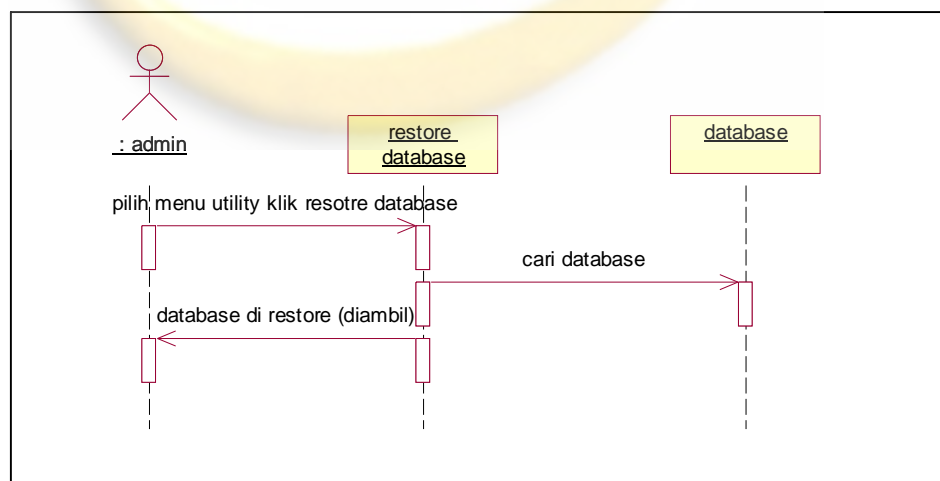 : admin
restore
database
database
pilih menu utility klik resotre database
cari database
database di restore (diambil)